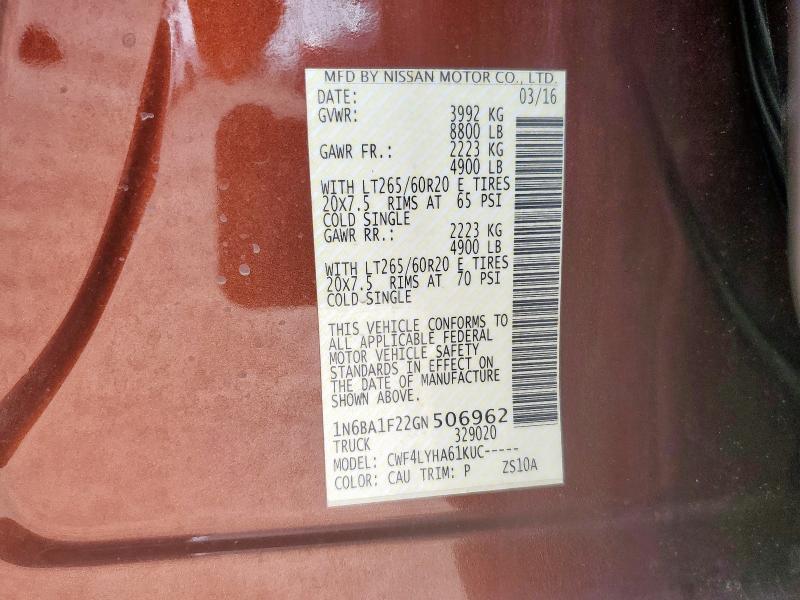 MFD BY NISSAN MOTOR CO., LTD.
DATE: 03/16
GVWR: 3992 KG
8800 LB
GAWR FR.: 2223 KG
4900 LB
WITH LT265/60R20 E TIRES
20X7.5 RIMS AT 65 PSI
COLD SINGLE
GAWR RR.: 2223 KG
4900 LB
WITH LT265/60R20 E TIRES
20X7.5 RIMS AT 70 PSI
COLD SINGLE
THIS VEHICLE CONFORMS TO
ALL APPLICABLE FEDERAL
MOTOR VEHICLE SAFETY
STANDARDS IN EFFECT ON
THE DATE OF MANUFACTURE
SHOWN ABOVE.
1N6BA1F22GN506962
TRUCK 329020
MODEL: CWF4LYHA61KUC-----
COLOR: CAU TRIM: P ZS10A